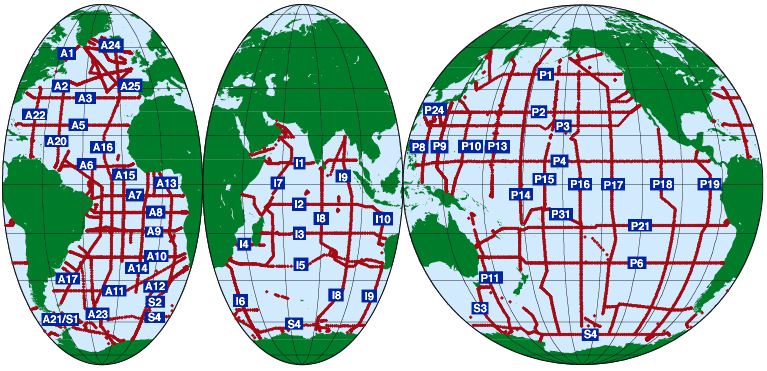 A24
A1
A2
A25
A3
A22
A5
A20
A16
A6
A15
A13
A7
A8
A9
A10
A14
A17
A12
A11
S2
A23
A21/S1
S4
I1
I9
I7
I2
I8
I10
I3
I4
I5
I6
I8
I9
S4
P1
P24
P2
P3
P8
P9
P10
P13
P4
P15
P16
P17
P18
P19
P14
P31
P21
P6
P11
S3
S4